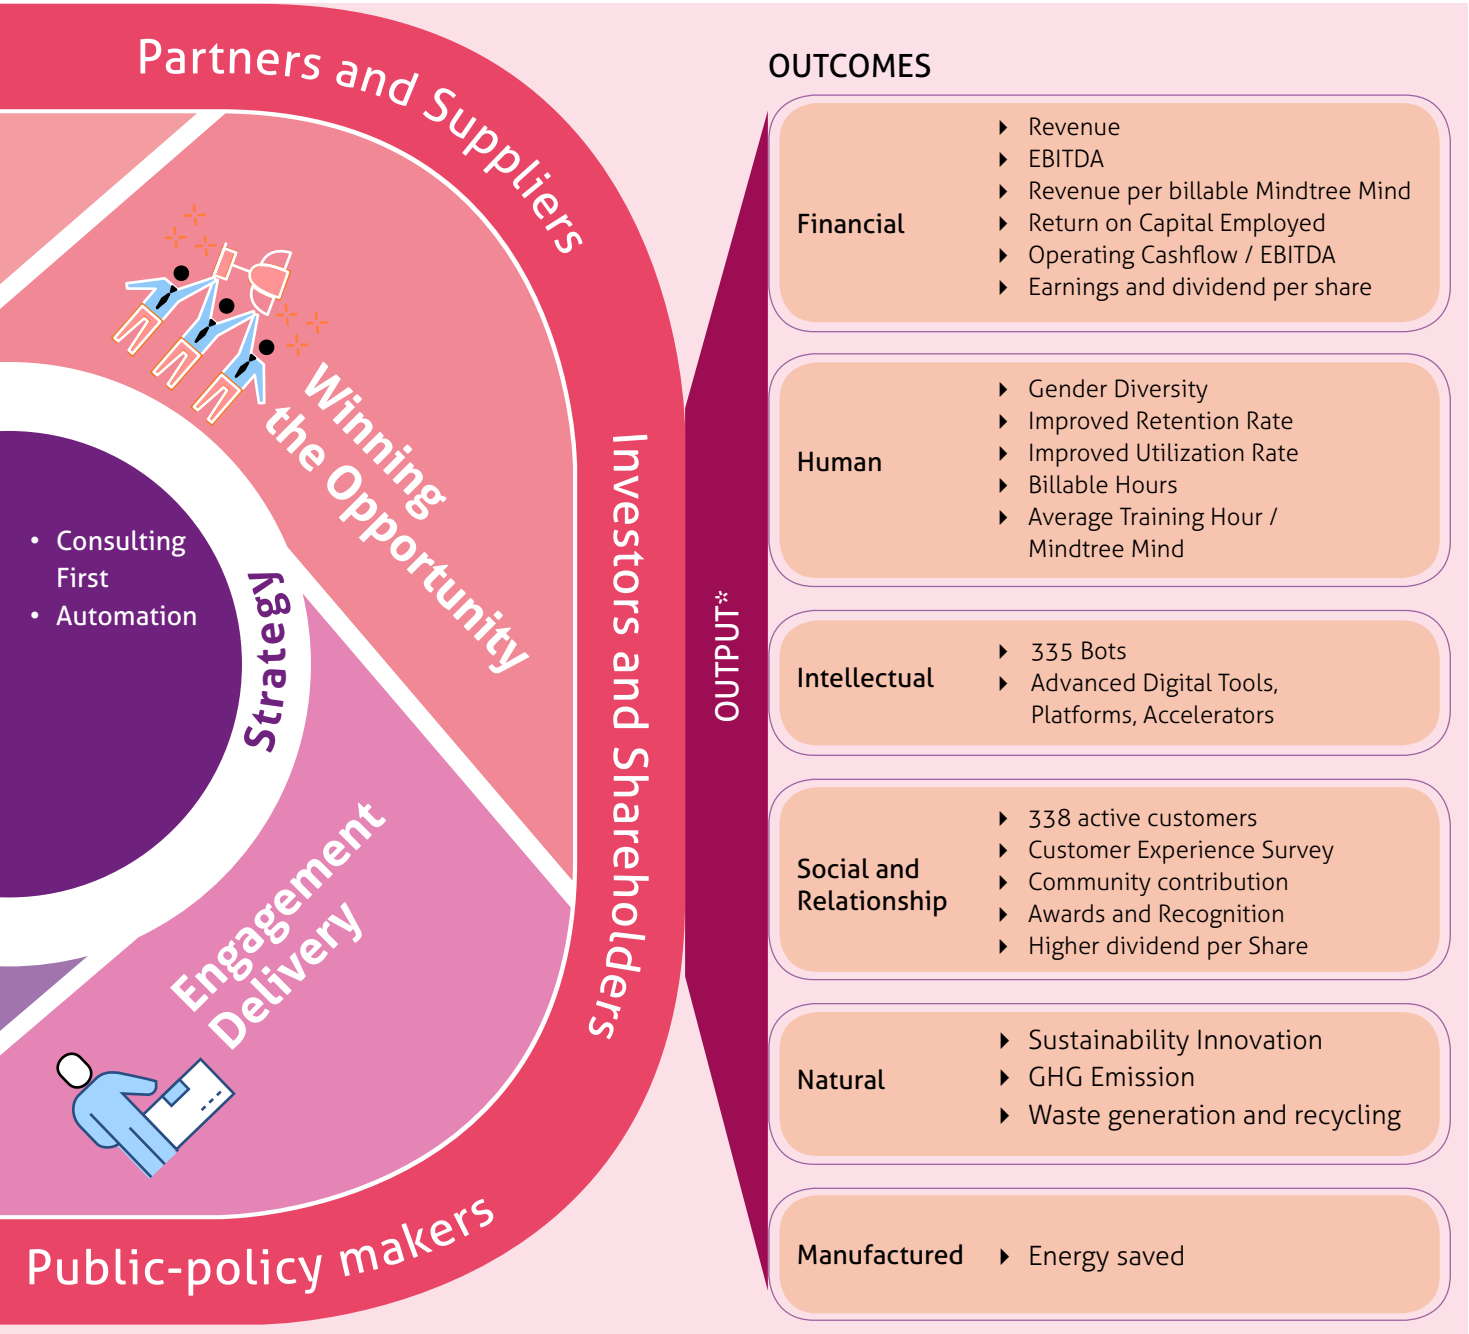 Partners and Suppliers
Winning
the Opportunity
Investors and Shareholders
• Consulting
First
• Automation
Strategy
Engagement
Delivery
Public-policy makers
OUTPUT*
OUTCOMES
Financial
Revenue
EBITDA
Revenue per billable Mindtree Mind
Return on Capital Employed
Operating Cashflow / EBITDA
Earnings and dividend per share
Human
Gender Diversity
Improved Retention Rate
Improved Utilization Rate
Billable Hours
Average Training Hour /
Mindtree Mind
Intellectual
335 Bots
Advanced Digital Tools,
Platforms, Accelerators
Social and
Relationship
338 active customers
Customer Experience Survey
Community contribution
Awards and Recognition
Higher dividend per Share
Natural
Sustainability Innovation
GHG Emission
Waste generation and recycling
Manufactured
Energy saved